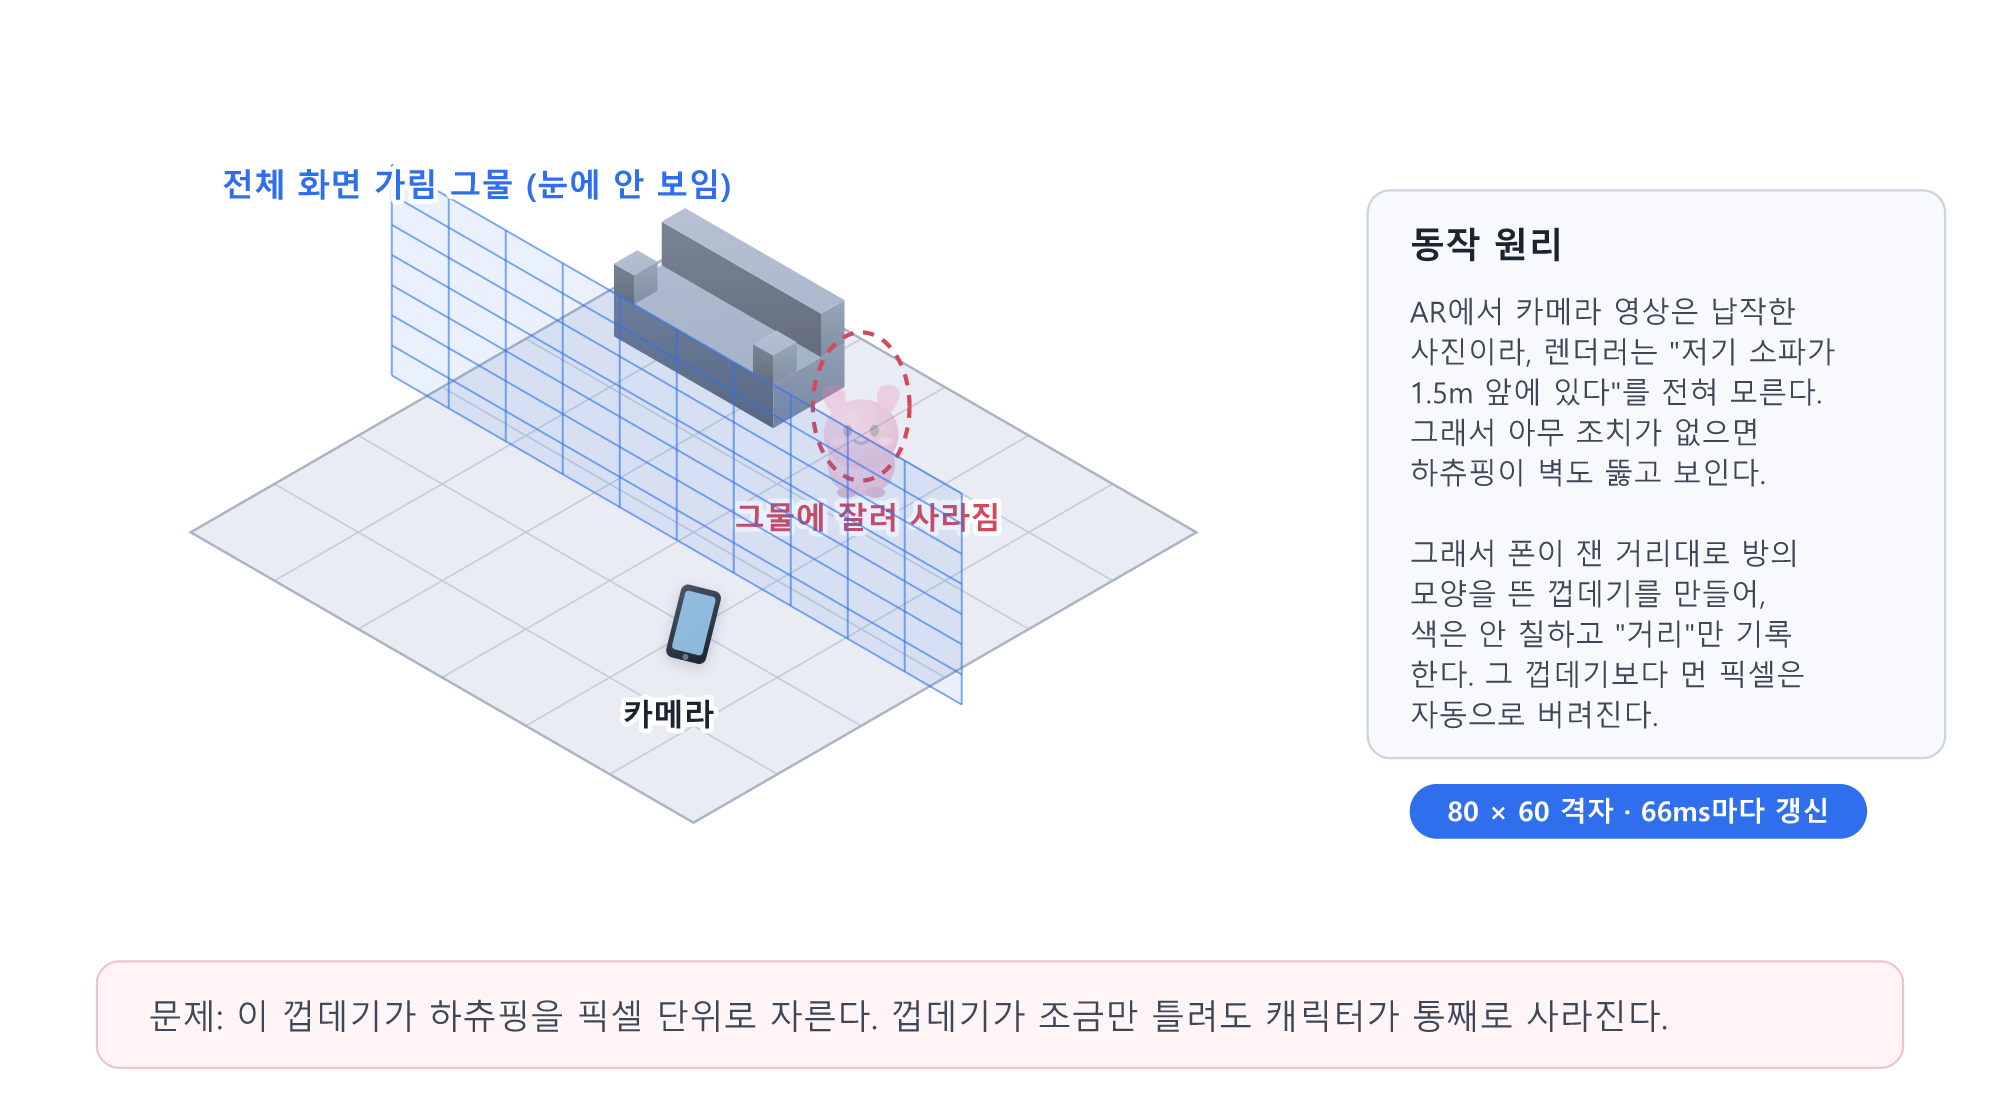 전체 화면 가림 그물 (눈에 안 보임)
그물에 잘려 사라짐
카메라
동작 원리
AR에서 카메라 영상은 납작한
사진이라, 렌더러는 "저기 소파가
1.5m 앞에 있다"를 전혀 모른다.
그래서 아무 조치가 없으면
하츄핑이 벽도 뚫고 보인다.
그래서 폰이 잰 거리대로 방의
모양을 뜬 껍데기를 만들어,
색은 안 칠하고 "거리"만 기록
한다. 그 껍데기보다 먼 픽셀은
자동으로 버려진다.
80 × 60 격자 · 66ms마다 갱신
문제: 이 껍데기가 하츄핑을 픽셀 단위로 자른다. 껍데기가 조금만 틀려도 캐릭터가 통째로 사라진다.